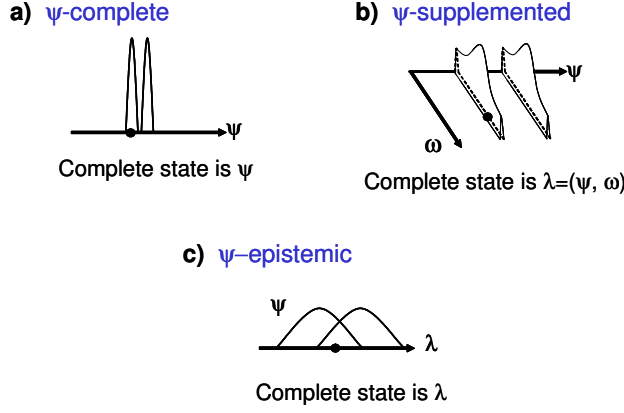 a) ψ-complete
ψ
Complete state is ψ
b) ψ-supplemented
ψ
ω
Complete state is λ=(ψ, ω)
c) ψ–epistemic
ψ
λ
Complete state is λ